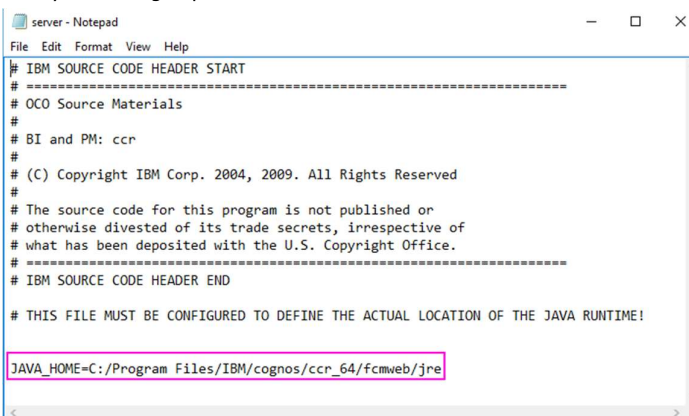 server - Notepad
File Edit Format View Help
# IBM SOURCE CODE HEADER START
# =====================================================================
# OCO Source Materials
#
# BI and PM: ccr
#
# (C) Copyright IBM Corp. 2004, 2009. All Rights Reserved
#
# The source code for this program is not published or
# otherwise divested of its trade secrets, irrespective of
# what has been deposited with the U.S. Copyright Office.
# =====================================================================
# IBM SOURCE CODE HEADER END
# THIS FILE MUST BE CONFIGURED TO DEFINE THE ACTUAL LOCATION OF THE JAVA RUNTIME!
JAVA_HOME=C:/Program Files/IBM/cognos/ccr_64/fcmweb/jre